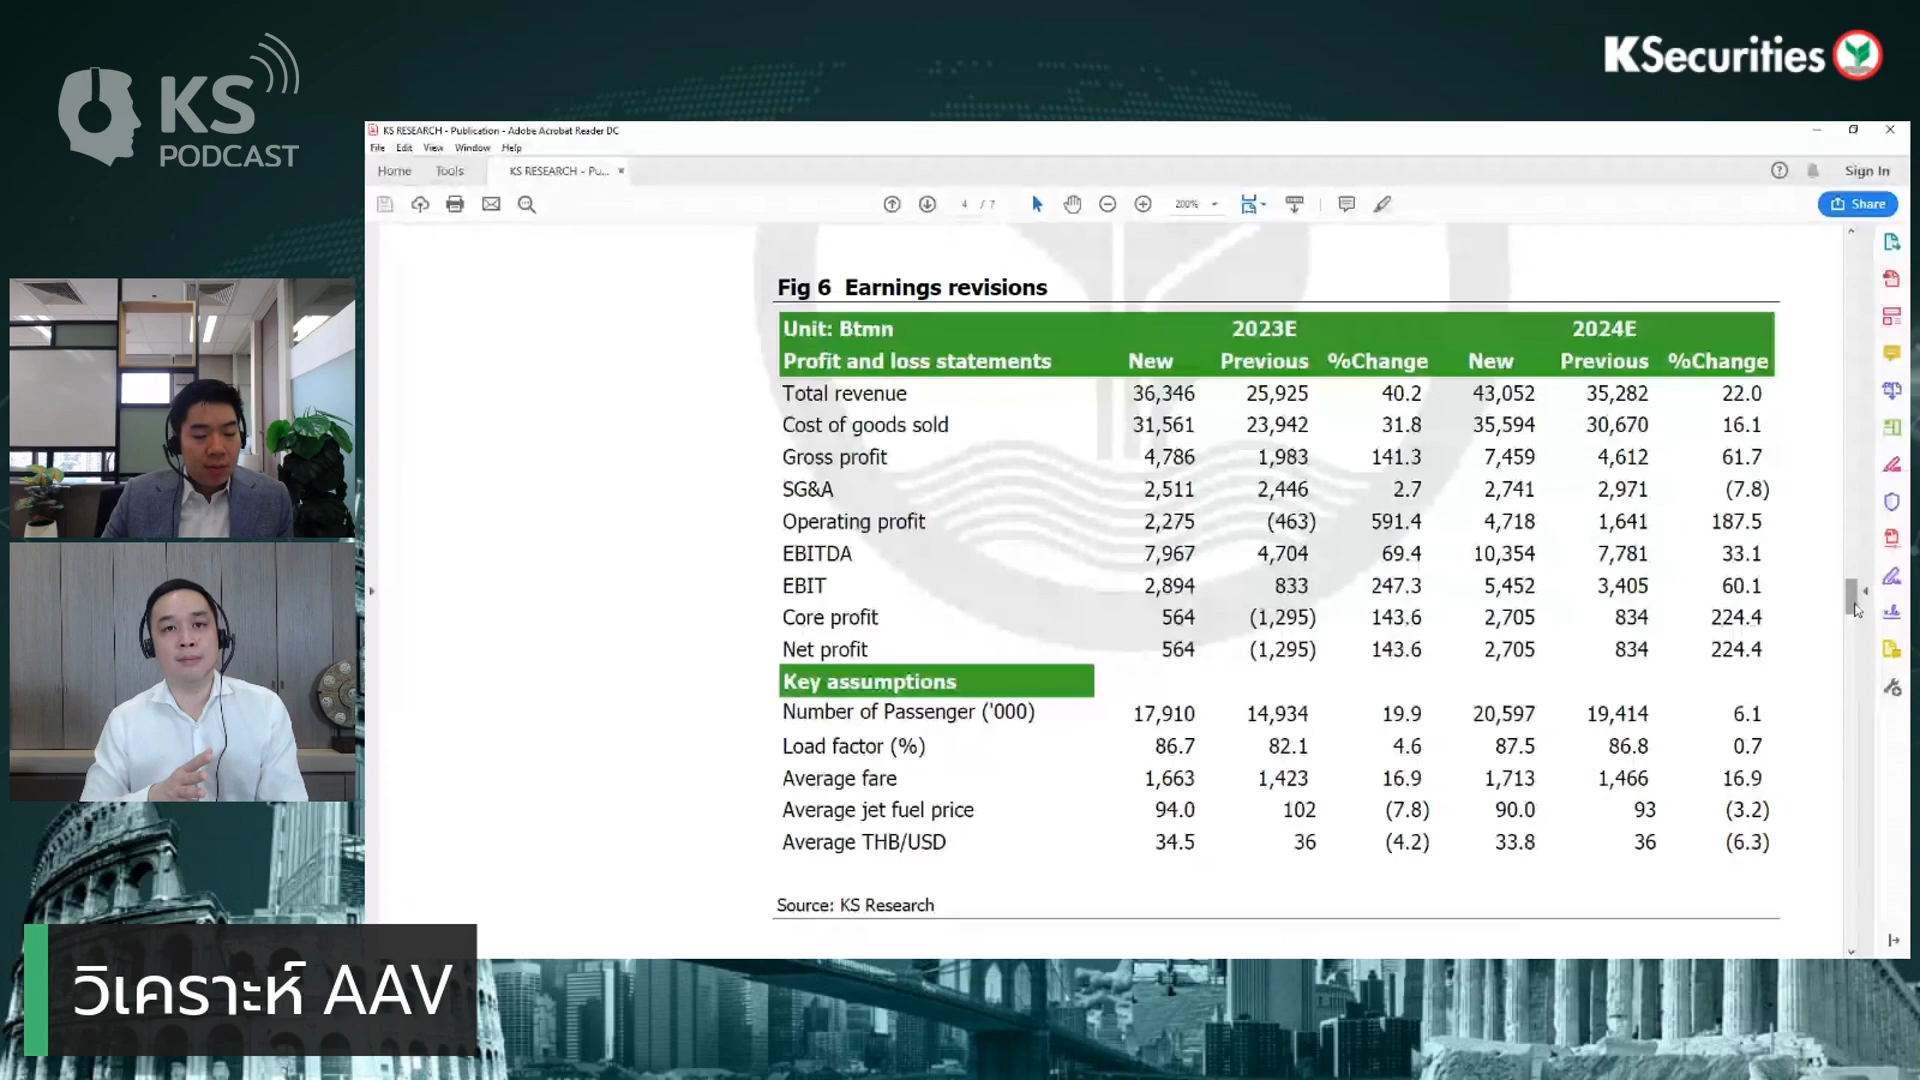 KS
PODCAST
KSecurities
KS RESEARCH - Publication - Adobe Acrobat Reader DC
File Edit View Window Help
Home Tools KS RESEARCH - Pu... ×
Sign In
4 / 7
200%
Share
Fig 6 Earnings revisions
Unit: Btmn 2023E 2024E
Profit and loss statements New Previous %Change New Previous %Change
Total revenue 36,346 25,925 40.2 43,052 35,282 22.0
Cost of goods sold 31,561 23,942 31.8 35,594 30,670 16.1
Gross profit 4,786 1,983 141.3 7,459 4,612 61.7
SG&A 2,511 2,446 2.7 2,741 2,971 (7.8)
Operating profit 2,275 (463) 591.4 4,718 1,641 187.5
EBITDA 7,967 4,704 69.4 10,354 7,781 33.1
EBIT 2,894 833 247.3 5,452 3,405 60.1
Core profit 564 (1,295) 143.6 2,705 834 224.4
Net profit 564 (1,295) 143.6 2,705 834 224.4
Key assumptions
Number of Passenger ('000) 17,910 14,934 19.9 20,597 19,414 6.1
Load factor (%) 86.7 82.1 4.6 87.5 86.8 0.7
Average fare 1,663 1,423 16.9 1,713 1,466 16.9
Average jet fuel price 94.0 102 (7.8) 90.0 93 (3.2)
Average THB/USD 34.5 36 (4.2) 33.8 36 (6.3)
Source: KS Research
วิเคราะห์ AAV